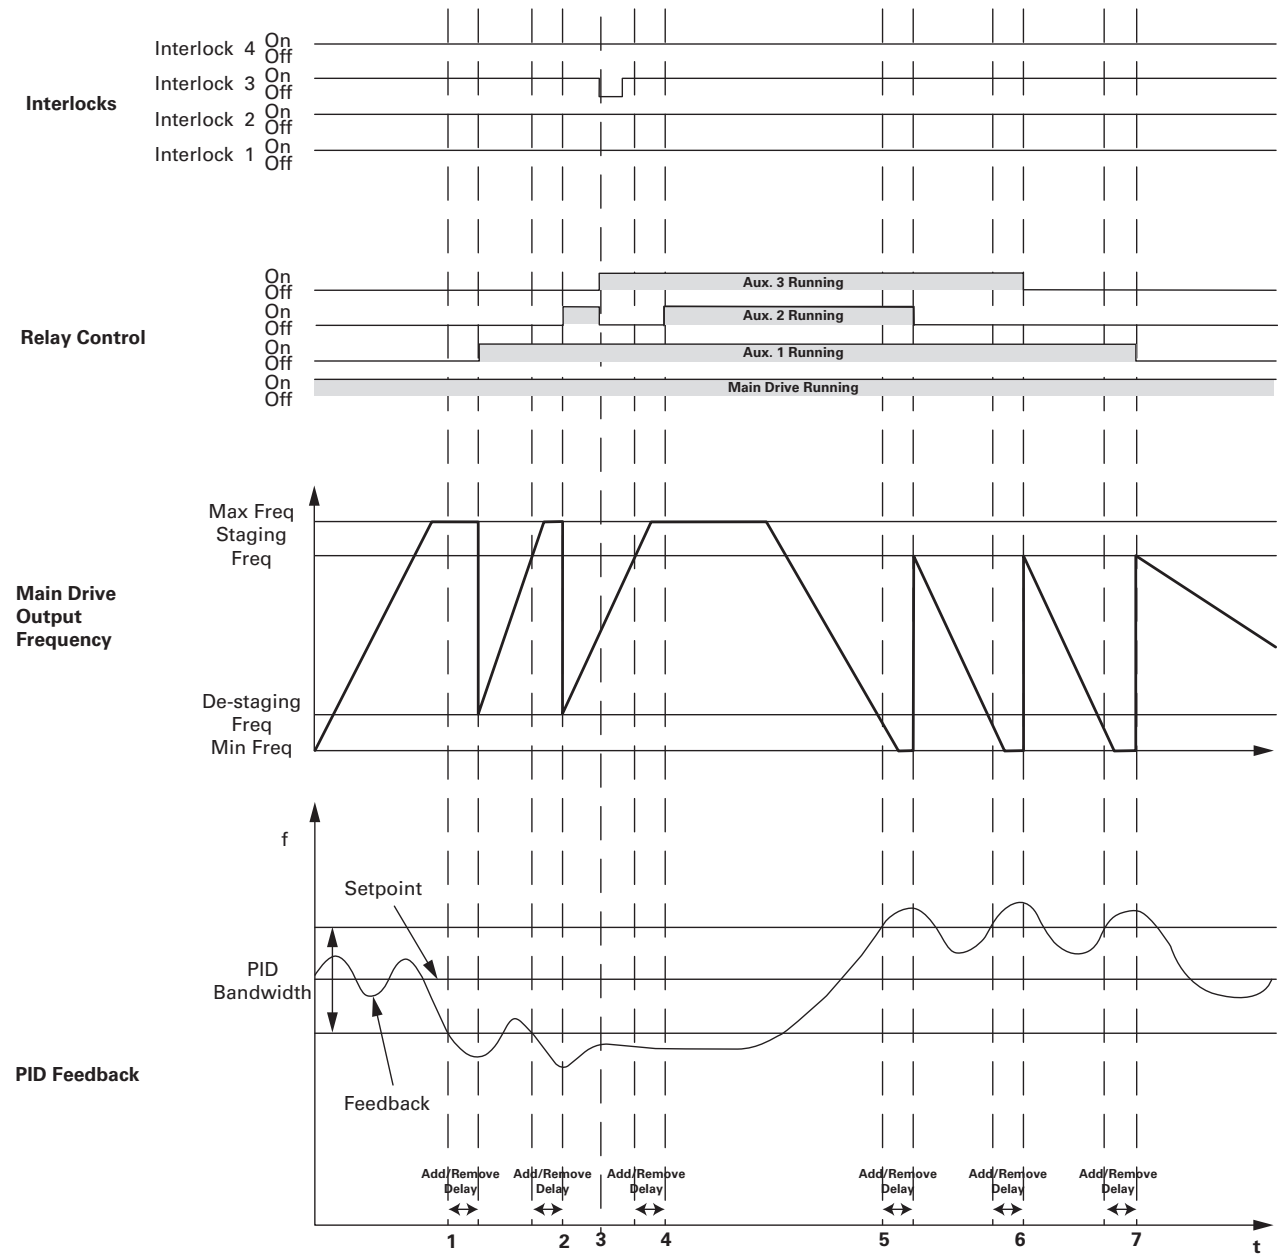 Interlocks
Interlock 4 On
Off
Interlock 3 On
Off
Interlock 2 On
Off
Interlock 1 On
Off
Relay Control
On
Off
Aux. 3 Running
On
Off
Aux. 2 Running
On
Off
Aux. 1 Running
On
Off
Main Drive Running
Main Drive
Output
Frequency
Max Freq
Staging
Freq
De-staging
Freq
Min Freq
PID Feedback
f
Setpoint
PID
Bandwidth
Feedback
Add/Remove
Delay
Add/Remove
Delay
Add/Remove
Delay
Add/Remove
Delay
Add/Remove
Delay
Add/Remove
Delay
1 2 3 4 5 6 7 t